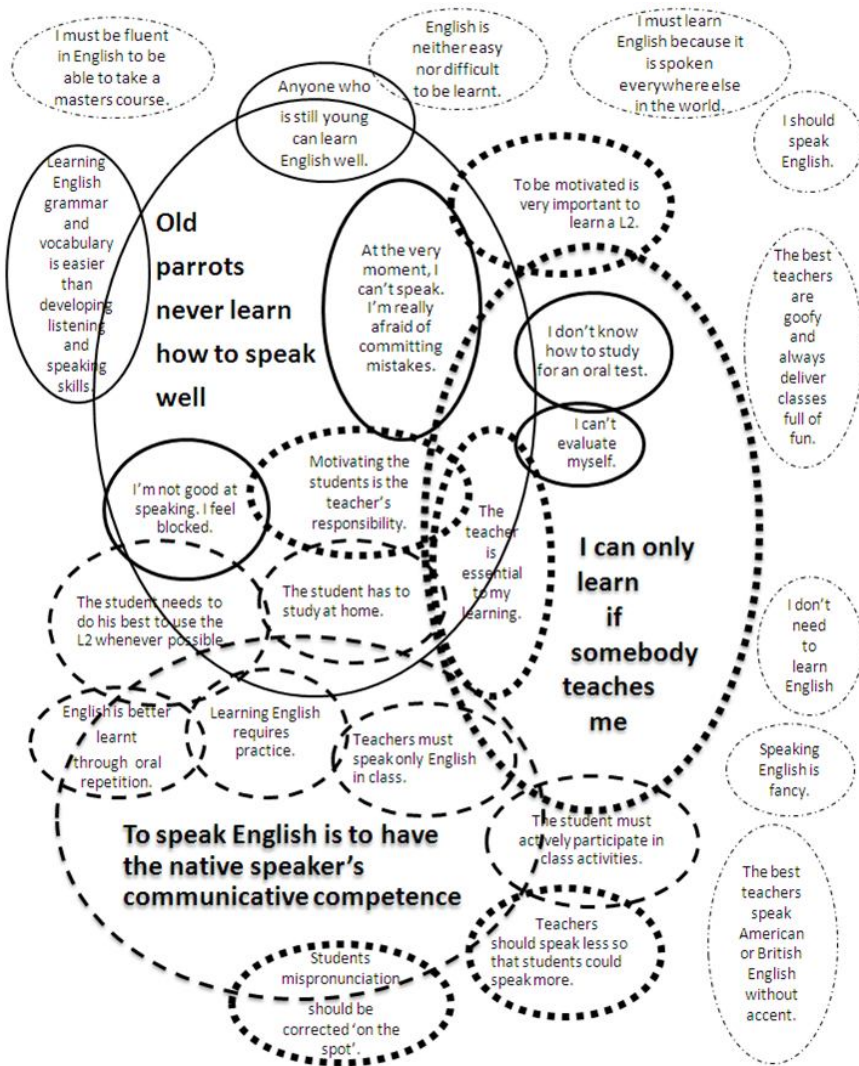 I must be fluent
in English to be
able to take a
masters course.
English is
neither easy
nor difficult
to be learnt.
I must learn
English because it
is spoken
everywhere else
in the world.
Anyone who
is still young
can learn
English well.
I should
speak
English.
Learning
English
grammar
and
vocabulary
is easier
than
developing
listening
and
speaking
skills.
Old
parrots
never learn
how to speak
well
To be motivated is
very important to
learn a L2.
At the very
moment, I
can't speak.
I'm really
afraid of
committing
mistakes.
The best
teachers
are
goofy
and
always
deliver
classes
full of
fun.
I don't know
how to study
for an oral test.
I can't
evaluate
myself.
I'm not good at
speaking. I feel
blocked.
Motivating the
students is the
teacher's
responsibility.
The
teacher
is
essential
to my
learning.
I can only
learn
if
somebody
teaches
me
The student needs to
do his best to use the
L2 whenever possible
The student has to
study at home.
I don't
need
to
learn
English
English is better
learnt
through oral
repetition.
Learning English
requires
practice.
Teachers must
speak only English
in class.
Speaking
English is
fancy.
To speak English is to have
the native speaker's
communicative competence
The student must
actively participate in
class activities.
The best
teachers
speak
American
or British
English
without
accent.
Teachers
should speak less so
that students could
speak more.
Students
mispronunciation
should be
corrected 'on the
spot'.